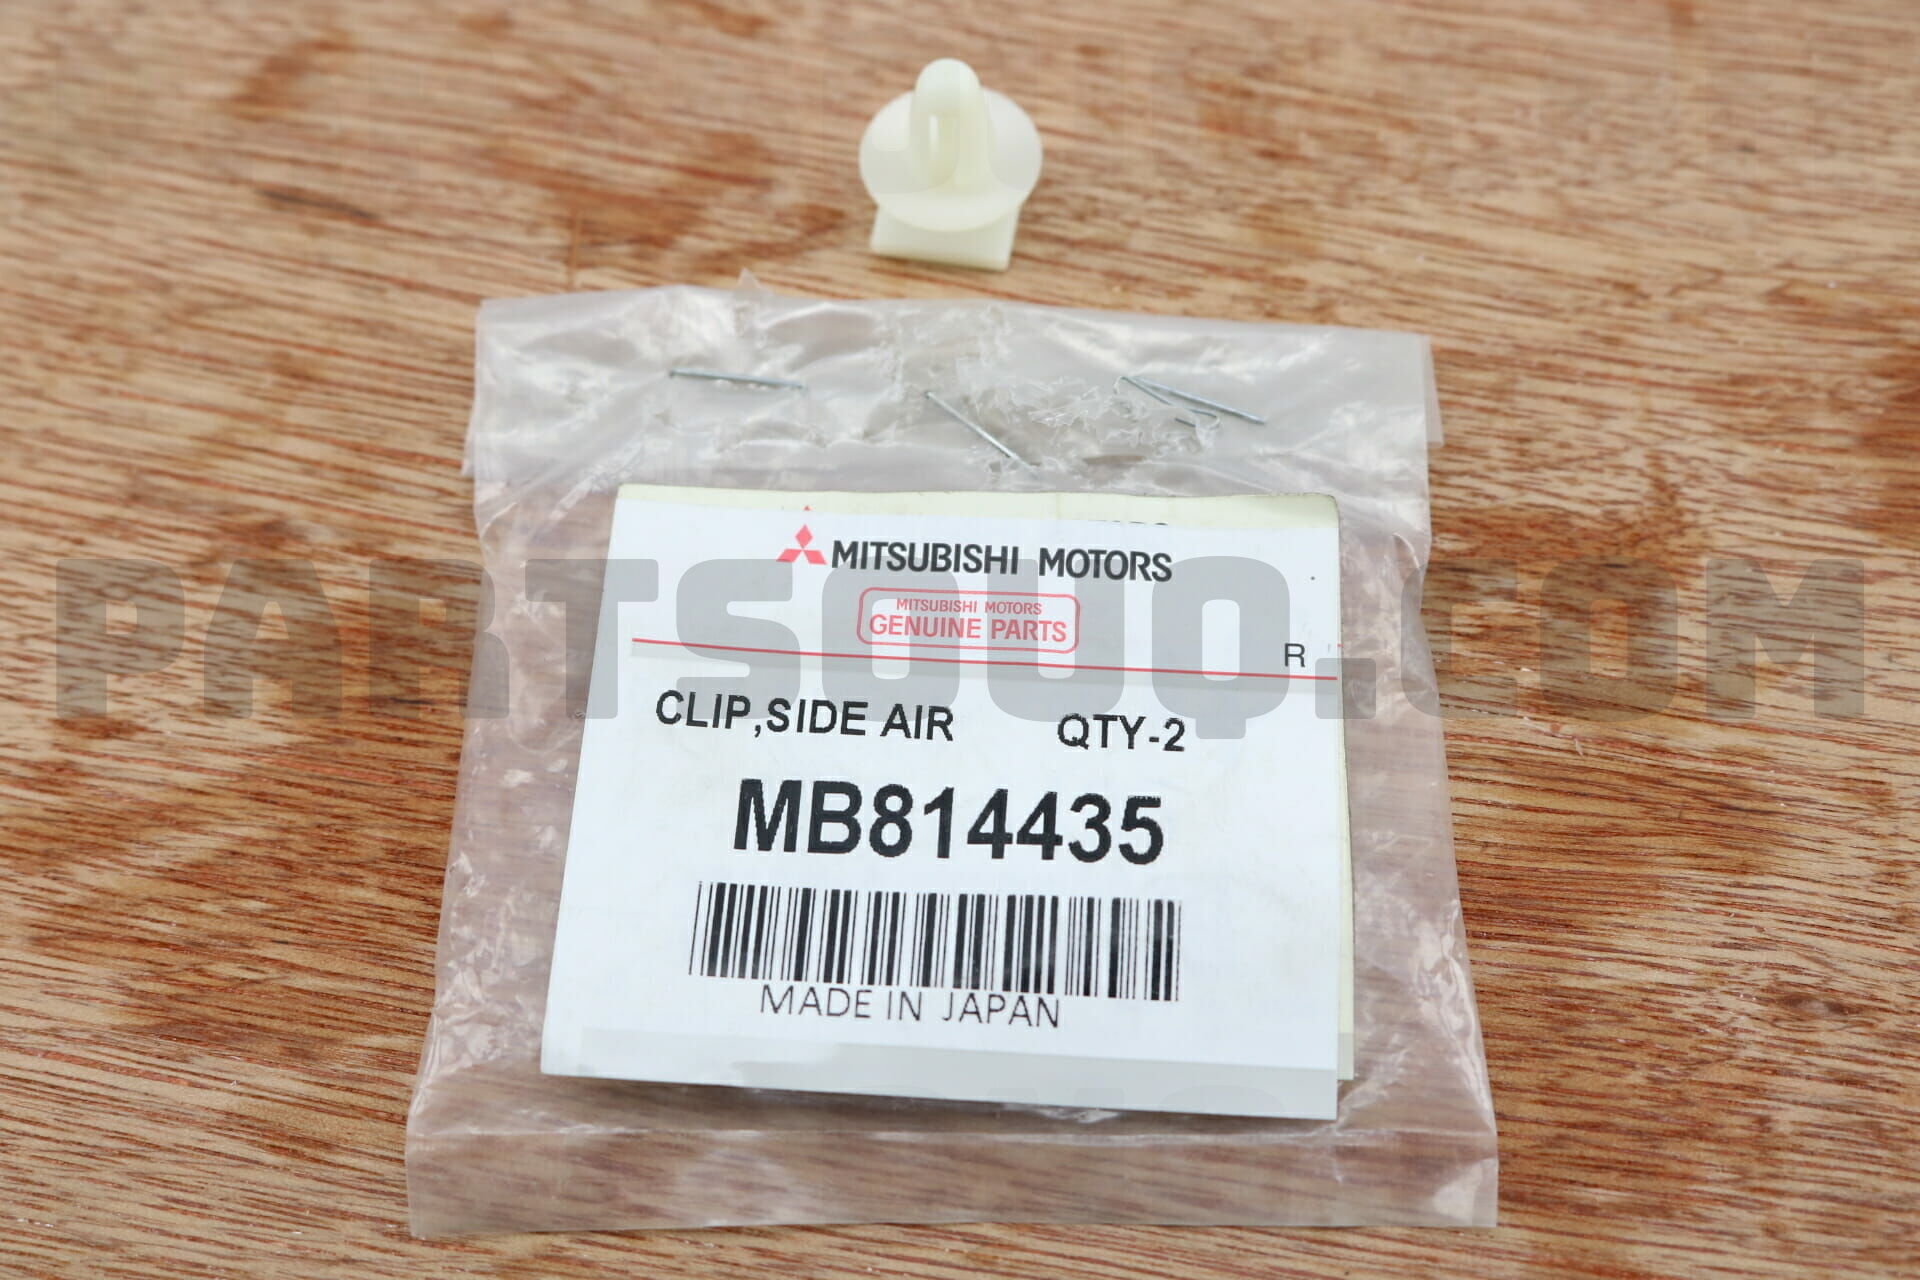 MITSUBISHI MOTORS
MITSUBISHI MOTORS
GENUINE PARTS
R
CLIP,SIDE AIR QTY-2
MB814435
MADE IN JAPAN
PARTSOUQ.COM